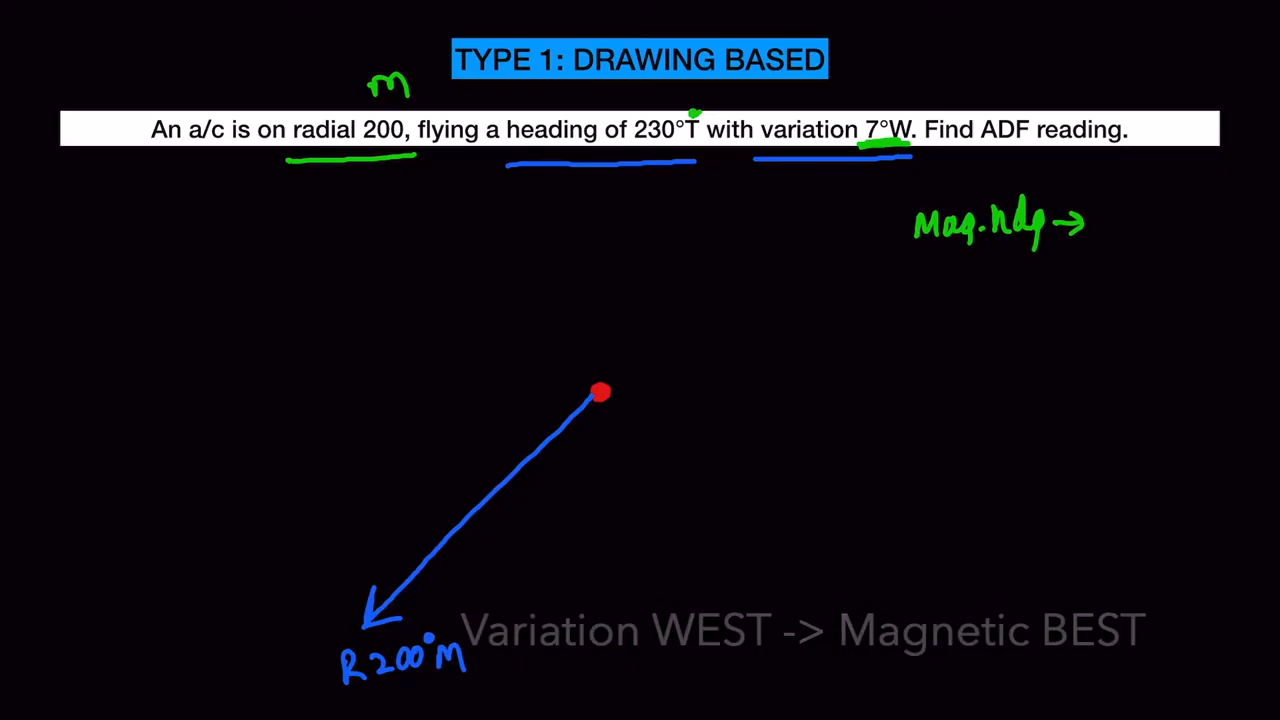 TYPE 1: DRAWING BASED
m
An a/c is on radial 200, flying a heading of 230°T with variation 7°W. Find ADF reading.
Mag.hdg →
Variation WEST -> Magnetic BEST
R200°M